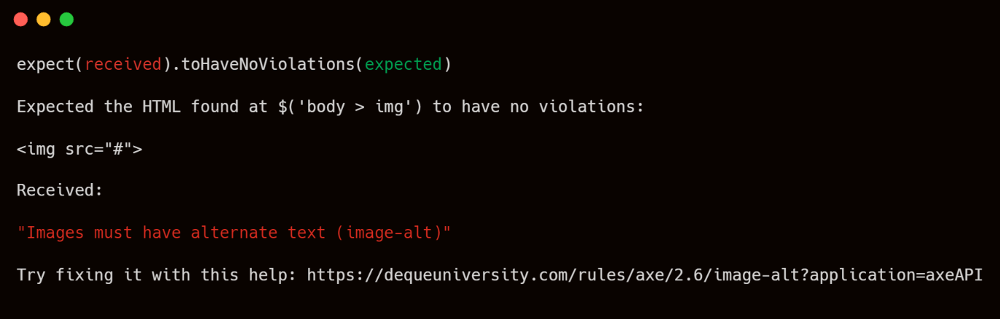 expect(received).toHaveNoViolations(expected)
Expected the HTML found at $('body > img') to have no violations:
<img src="#">
Received:
"Images must have alternate text (image-alt)"
Try fixing it with this help: https://dequeuniversity.com/rules/axe/2.6/image-alt?application=axeAPI